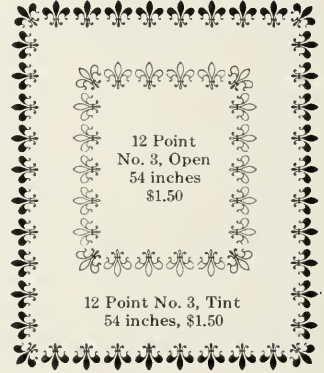 12 Point
No. 3, Open
54 inches
$1.50
12 Point No. 3, Tint
54 inches, $1.50